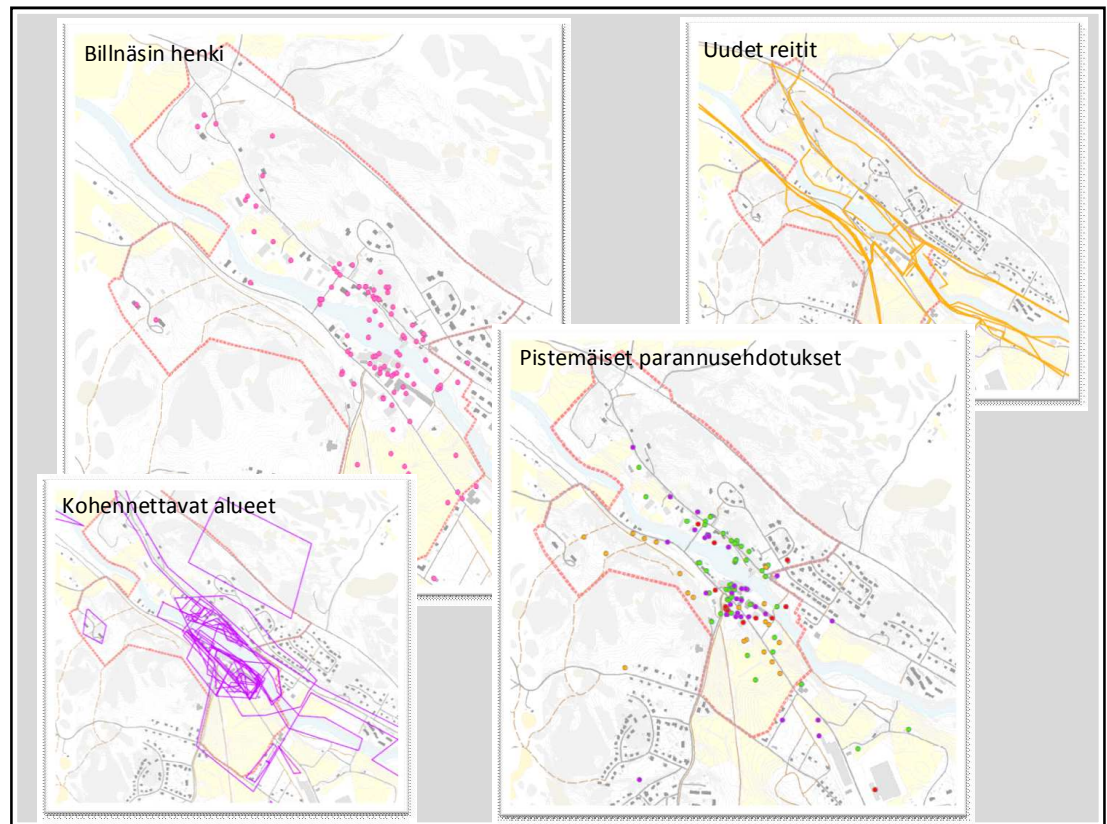 Billnäsin henki
Uudet reitit
Pistemäiset parannusehdotukset
Kohennettavat alueet